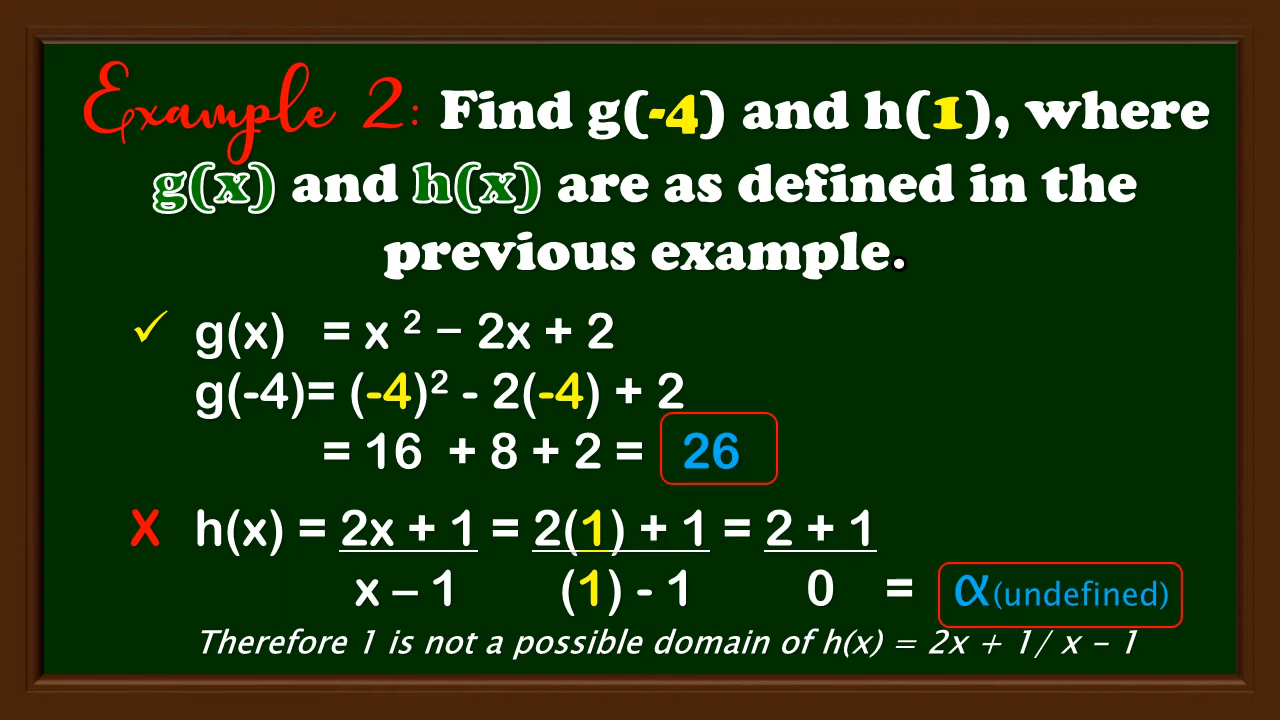 Example 2: Find g(-4) and h(1), where
g(x) and h(x) are as defined in the
previous example.
✓ g(x) = x ² – 2x + 2
g(-4)= (-4)² - 2(-4) + 2
= 16 + 8 + 2 = 26
X h(x) = 2x + 1 = 2(1) + 1 = 2 + 1
x – 1 (1) - 1 0 = α(undefined)
Therefore 1 is not a possible domain of h(x) = 2x + 1/ x – 1